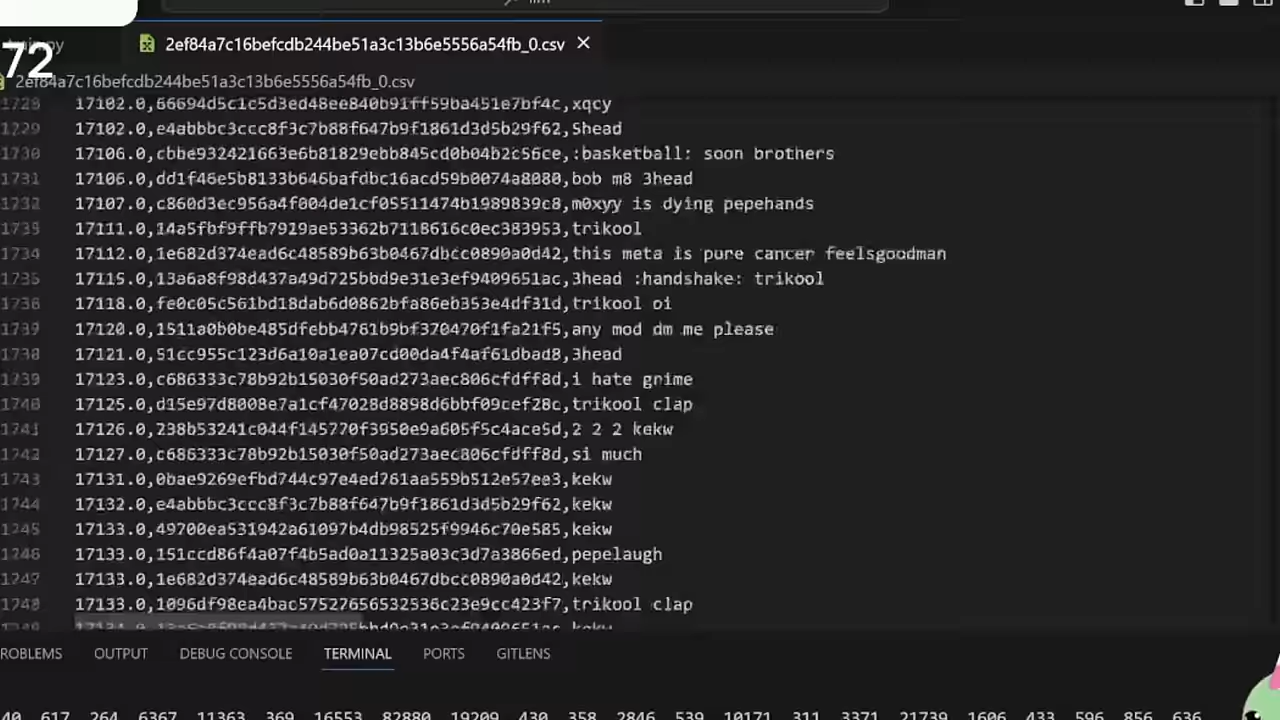 72
2ef84a7c16befcdb244be51a3c13b6e5556a54fb_0.csv
2ef84a7c16befcdb244be51a3c13b6e5556a54fb_0.csv
1728 17102.0,66694d5c1c5d3ed48ee840b91ff59ba451e7bf4c,xqcy
1729 17102.0,e4abbbc3ccc8f3c7b88f647b9f1861d3d5b29f62,5head
1730 17106.0,cbbe932421663e6b81829ebb845cd0b04b2c56ce,:basketball: soon brothers
1731 17106.0,dd1f46e5b8133b646bafdbc16acd59b0074a8080,bob m8 3head
1732 17107.0,c860d3ec956a4f004de1cf05511474b1989839c8,m0xyy is dying pepehands
1733 17111.0,14a5fbf9ffb7929ae53362b7118616c0ec383953,trikool
1734 17112.0,1e682d374ead6c48589b63b0467dbcc0890a0d42,this meta is pure cancer feelsgoodman
1735 17115.0,13a6a8f98d437a49d725bbd9e31e3ef9409651ac,3head :handshake: trikool
1736 17118.0,fe0c05c561bd18dab6d0862bfa86eb353e4df31d,trikool oi
17120.0,1511a0b0be485dfebb4761b9bf370470f1fa21f5,any mod dm me please
1738 17121.0,51cc955c123d6a10a1ea07cd00da4f4af61dbad8,3head
1739 17123.0,c686333c78b92b15030f50ad273aec806cfdff8d,i hate grime
1740 17125.0,d15e97d8008e7a1cf47028d8898d6bbf09cef28c,trikool clap
1741 17126.0,238b53241c044f145770f3950e9a605f5c4ace5d,2 2 2 kekw
1742 17127.0,c686333c78b92b15030f50ad273aec806cfdff8d,si much
1743 17131.0,0bae9269efbd744c97e4ed761aa559b512e57ee3,kekw
1744 17132.0,e4abbbc3ccc8f3c7b88f647b9f1861d3d5b29f62,kekw
1745 17133.0,49700ea531942a61097b4db98525f9946c70e585,kekw
1746 17133.0,151ccd86f4a07f4b5ad0a11325a03c3d7a3866ed,pepelaugh
1747 17133.0,1e682d374ead6c48589b63b0467dbcc0890a0d42,kekw
1748 17133.0,1096df98ea4bac57527656532536c23e9cc423f7,trikool clap
ROBLEMS OUTPUT DEBUG CONSOLE TERMINAL PORTS GITLENS
40 617 264 6367 11363 369 16553 82880 19209 430 358 2846 539 10171 311 3371 21739 1606 433 596 856 636